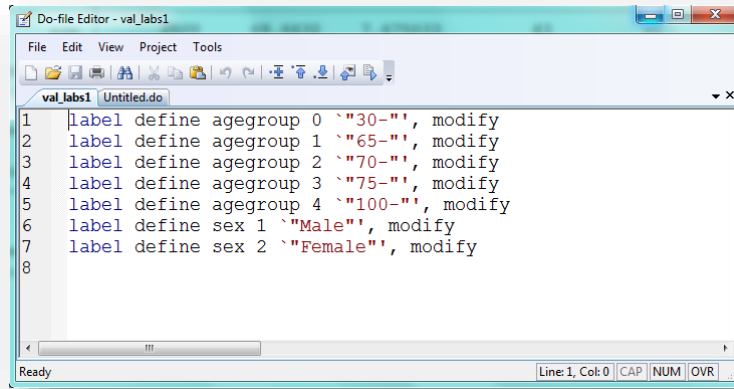 Do-file Editor - val_labs1
File Edit View Project Tools
val_labs1 Untitled.do
1 label define agegroup 0 `"30-"', modify
2 label define agegroup 1 `"65-"', modify
3 label define agegroup 2 `"70-"', modify
4 label define agegroup 3 `"75-"', modify
5 label define agegroup 4 `"100-"', modify
6 label define sex 1 `"Male"', modify
7 label define sex 2 `"Female"', modify
8
Ready Line: 1, Col: 0 CAP NUM OVR